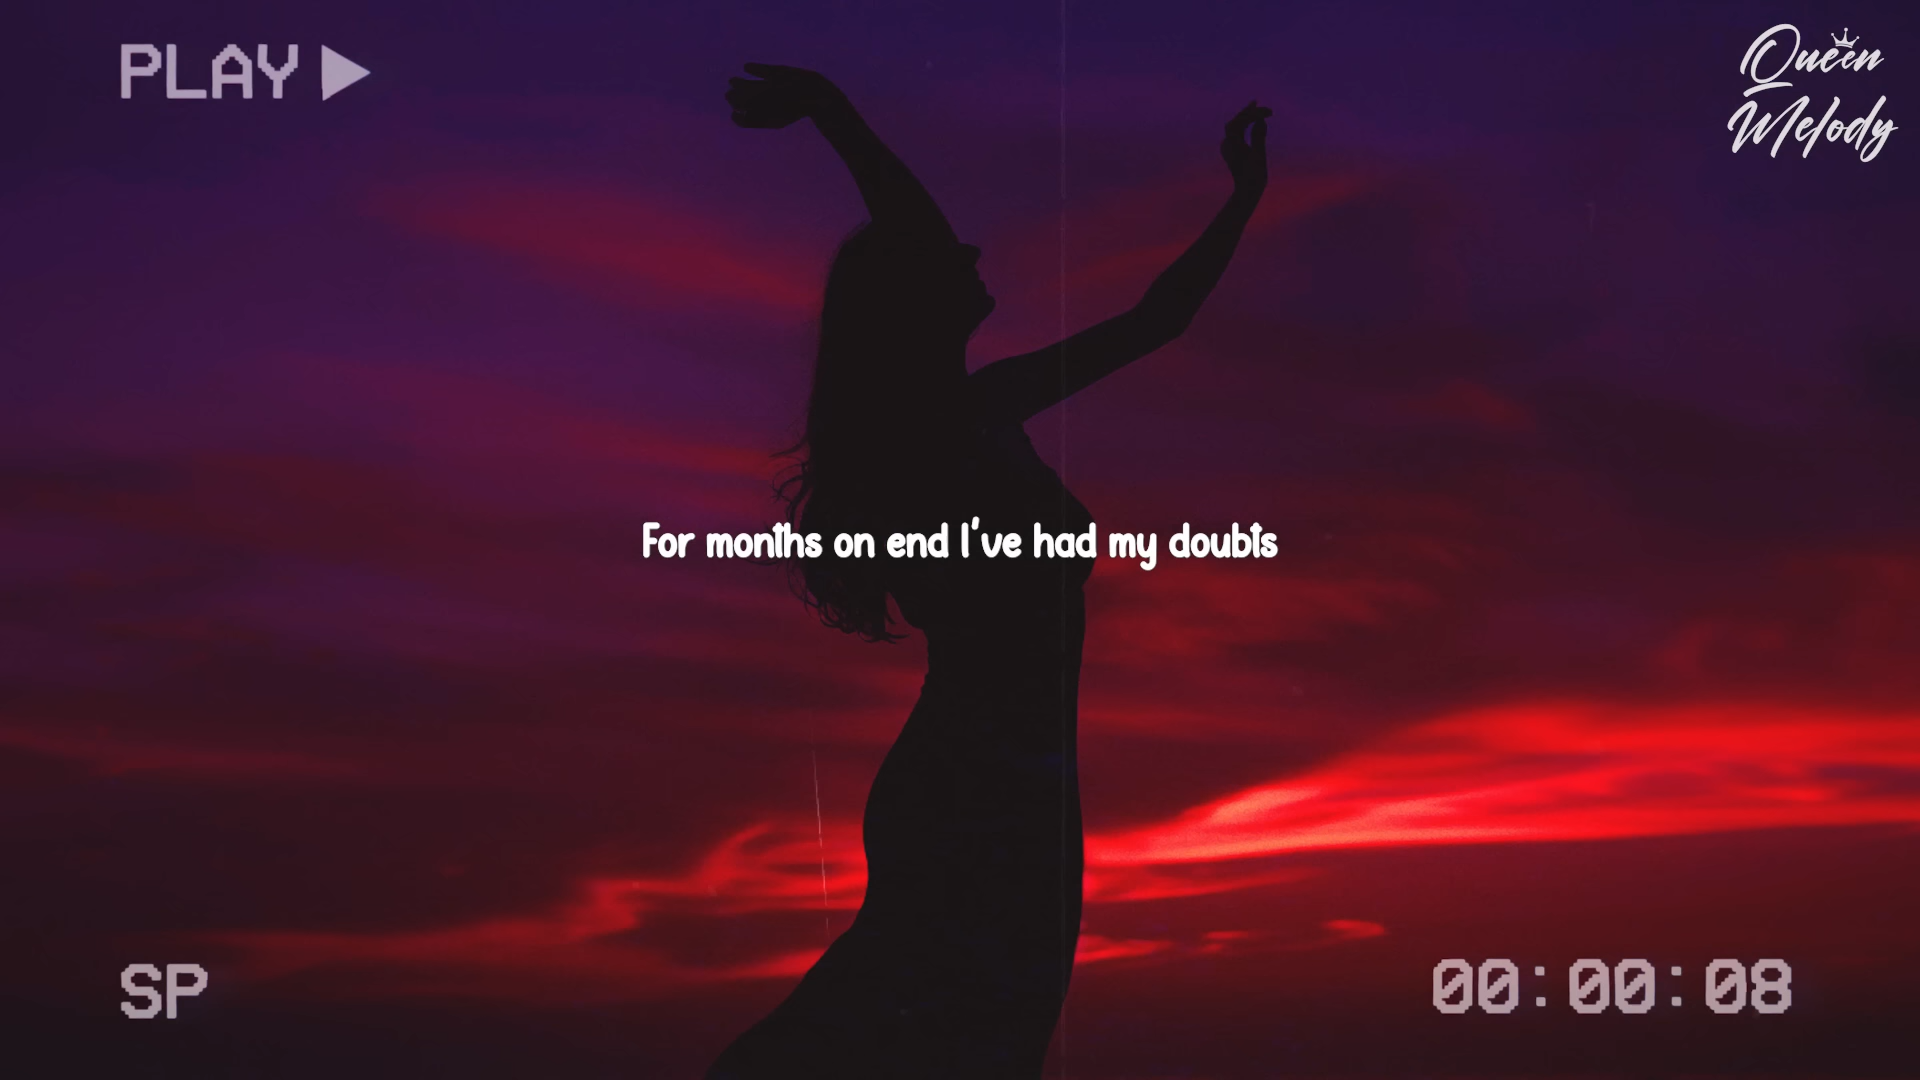 PLAY
Queen
Melody
For months on end I've had my doubts
SP
00:00:08